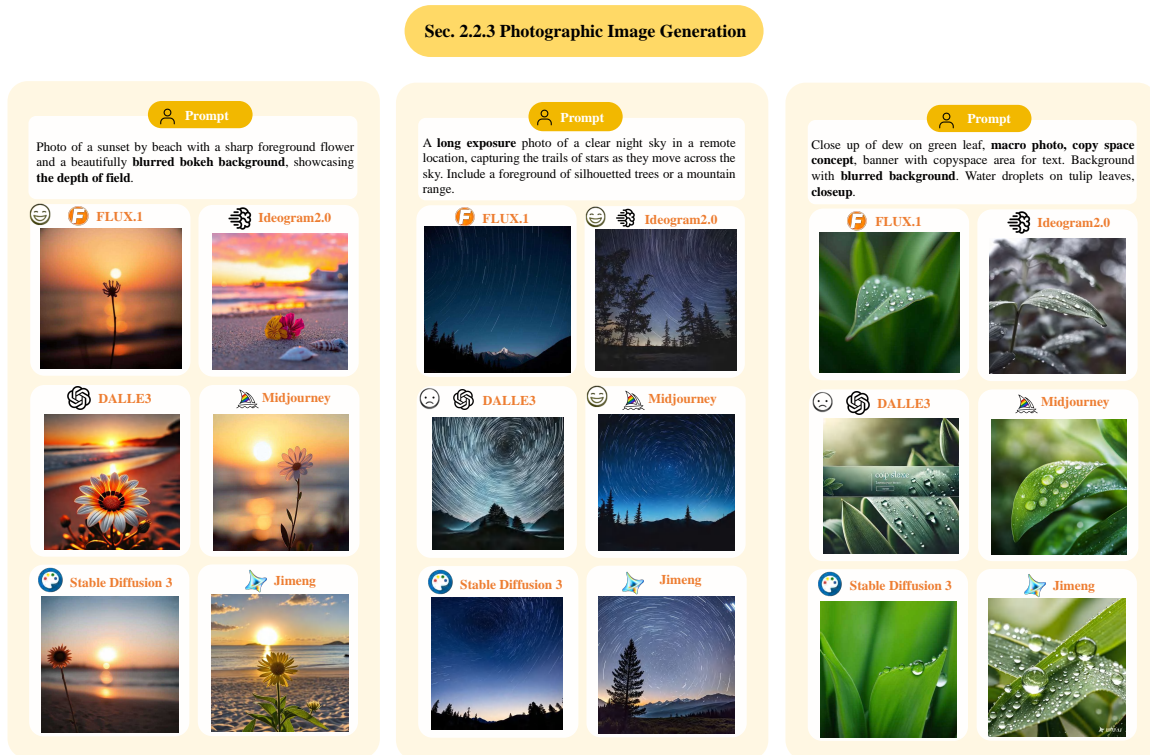 Sec. 2.2.3 Photographic Image Generation
Prompt
Photo of a sunset by beach with a sharp foreground flower
and a beautifully blurred bokeh background, showcasing
the depth of field.
FLUX.1
Ideogram2.0
DALLE3
Midjourney
Stable Diffusion 3
Jimeng
Prompt
A long exposure photo of a clear night sky in a remote
location, capturing the trails of stars as they move across the
sky. Include a foreground of silhouetted trees or a mountain
range.
FLUX.1
Ideogram2.0
DALLE3
Midjourney
Stable Diffusion 3
Jimeng
Prompt
Close up of dew on green leaf, macro photo, copy space
concept, banner with copyspace area for text. Background
with blurred background. Water droplets on tulip leaves,
closeup.
FLUX.1
Ideogram2.0
DALLE3
Midjourney
Stable Diffusion 3
Jimeng